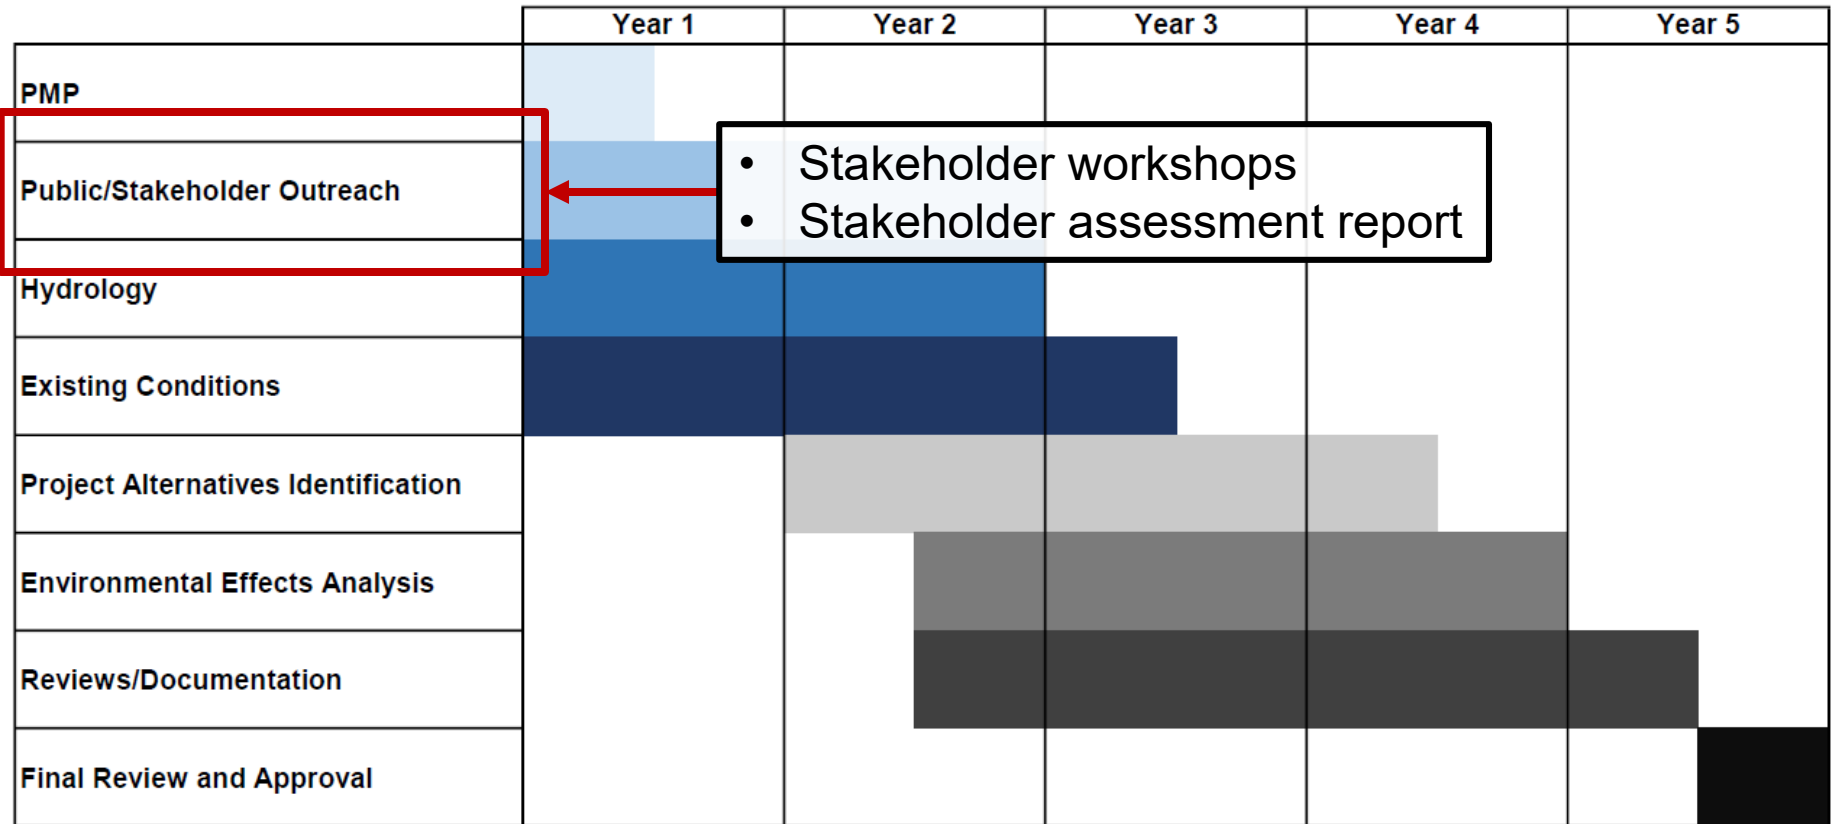 Year 1 Year 2 Year 3 Year 4 Year 5
PMP
Public/Stakeholder Outreach
• Stakeholder workshops
• Stakeholder assessment report
Hydrology
Existing Conditions
Project Alternatives Identification
Environmental Effects Analysis
Reviews/Documentation
Final Review and Approval